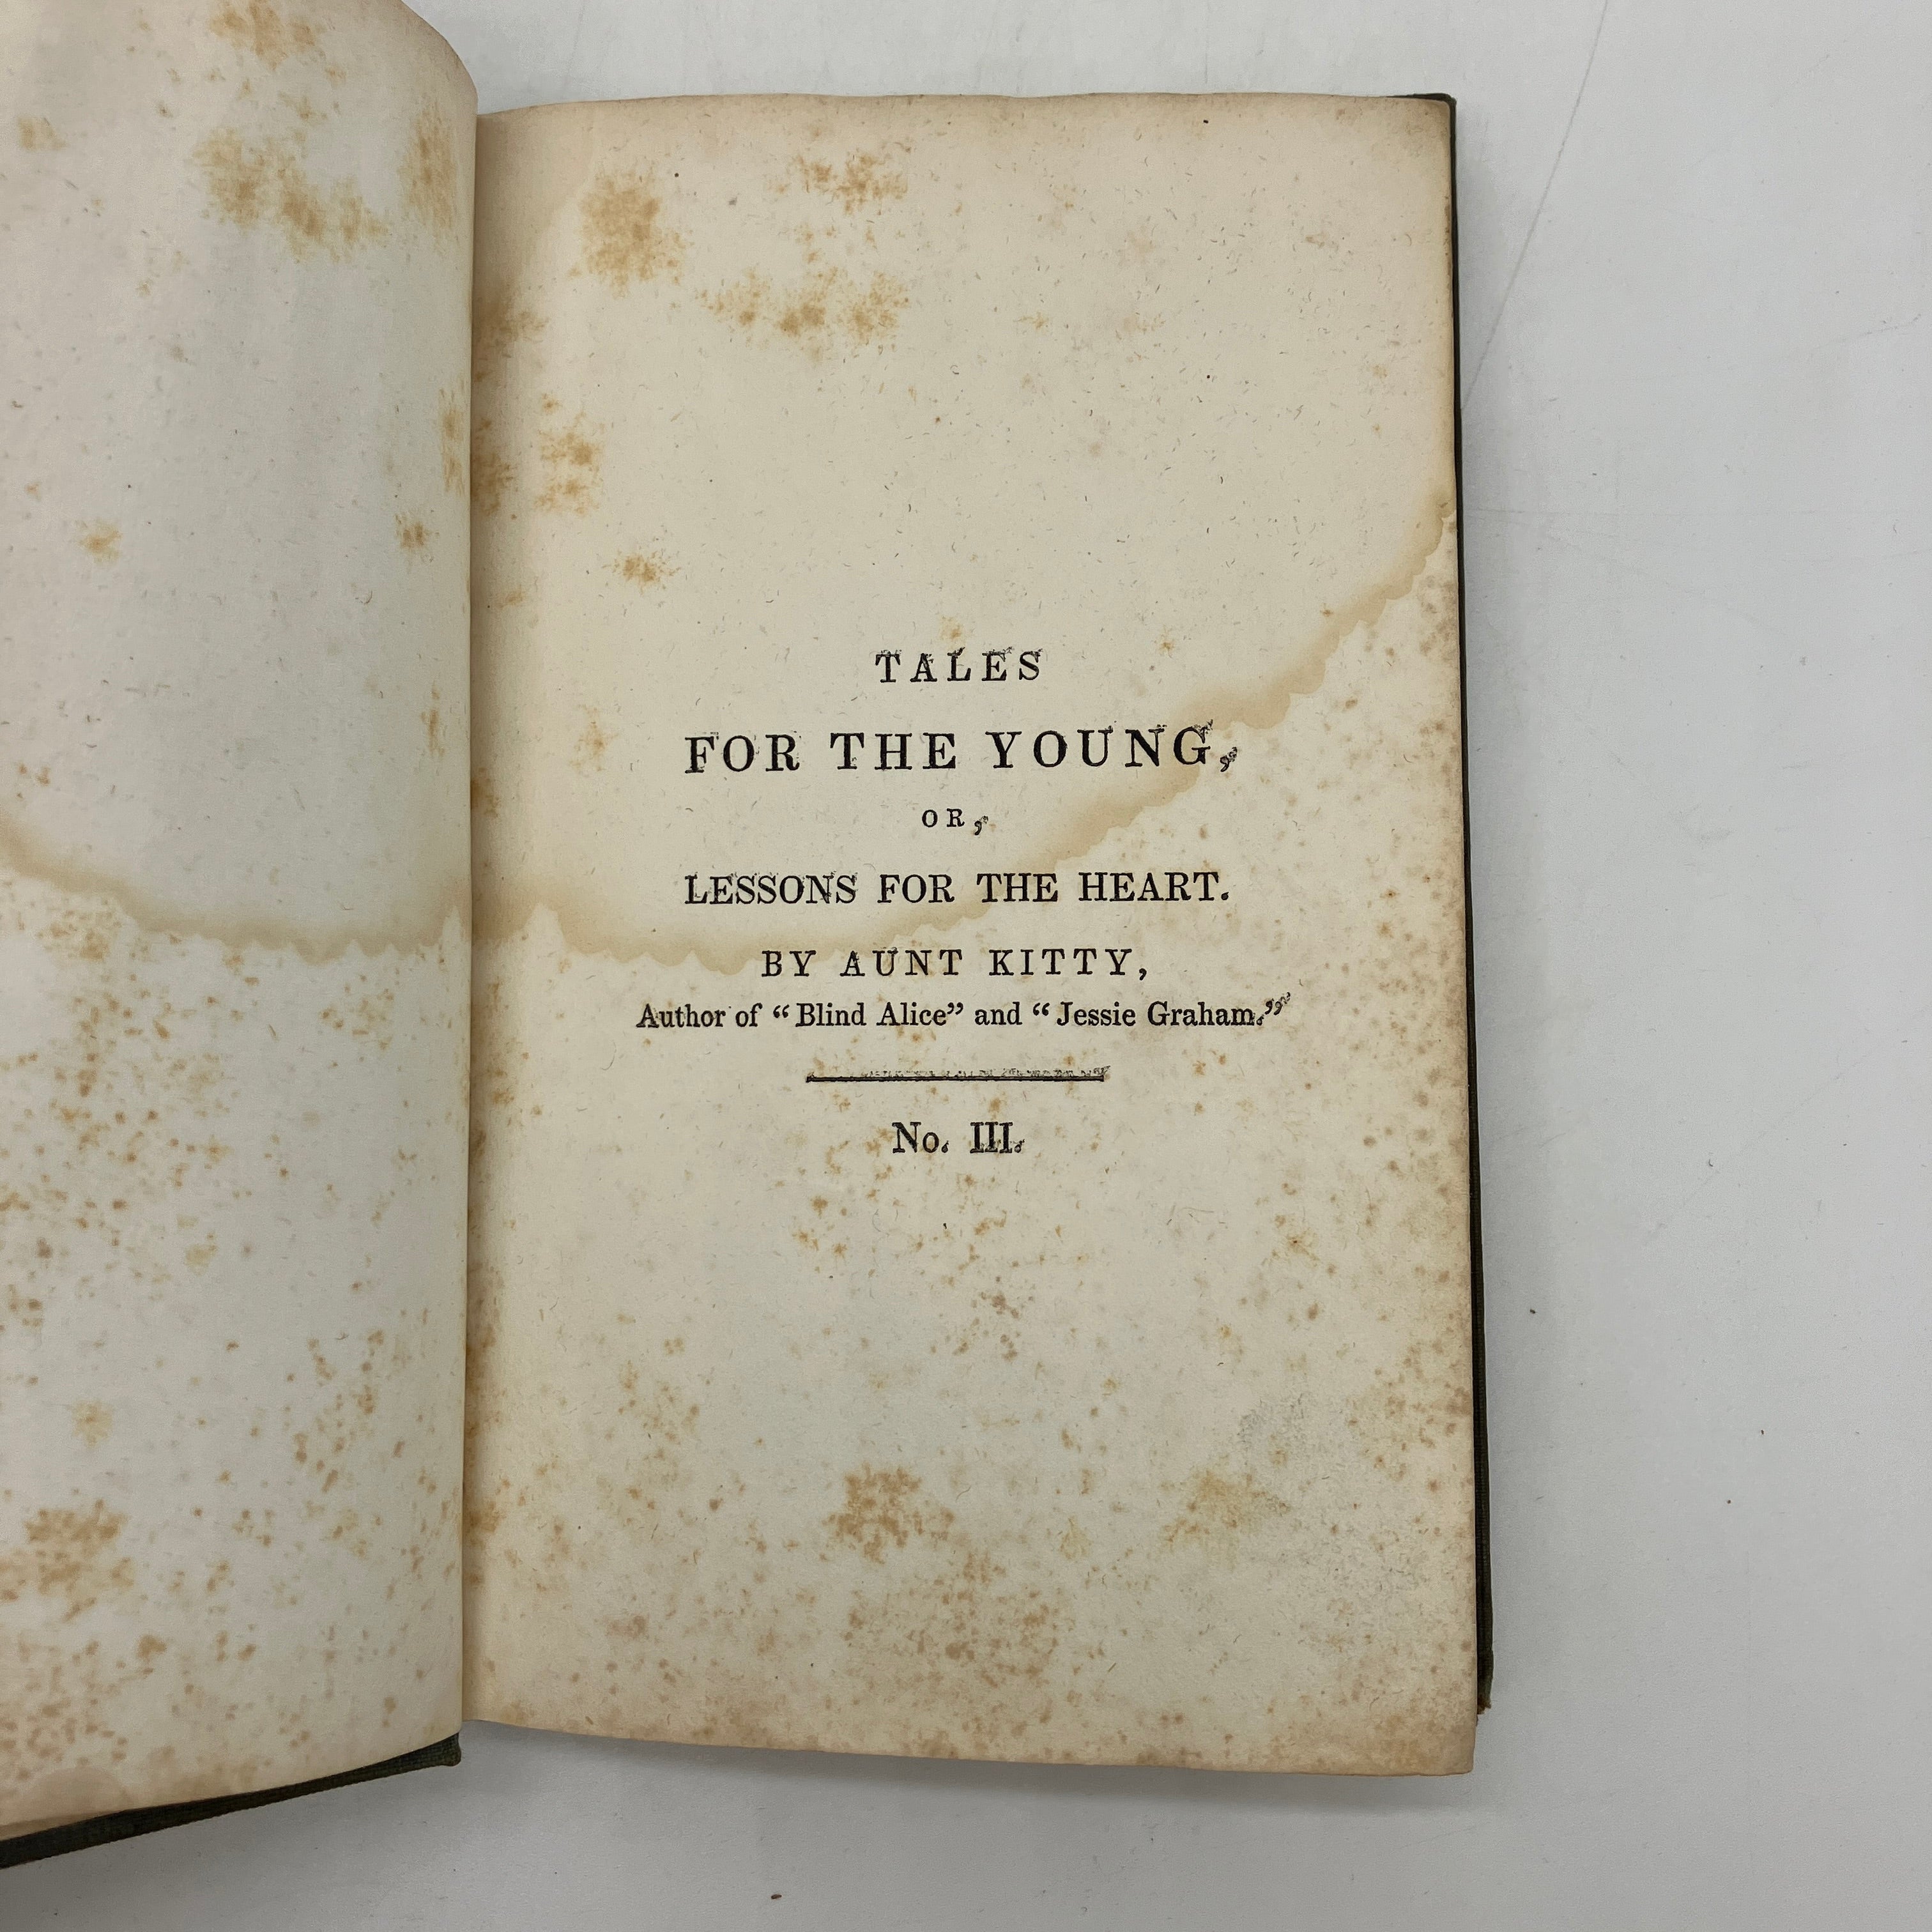 TALES
FOR THE YOUNG,
OR,
LESSONS FOR THE HEART.
BY AUNT KITTY,
Author of “Blind Alice” and “Jessie Graham.”
No. III.